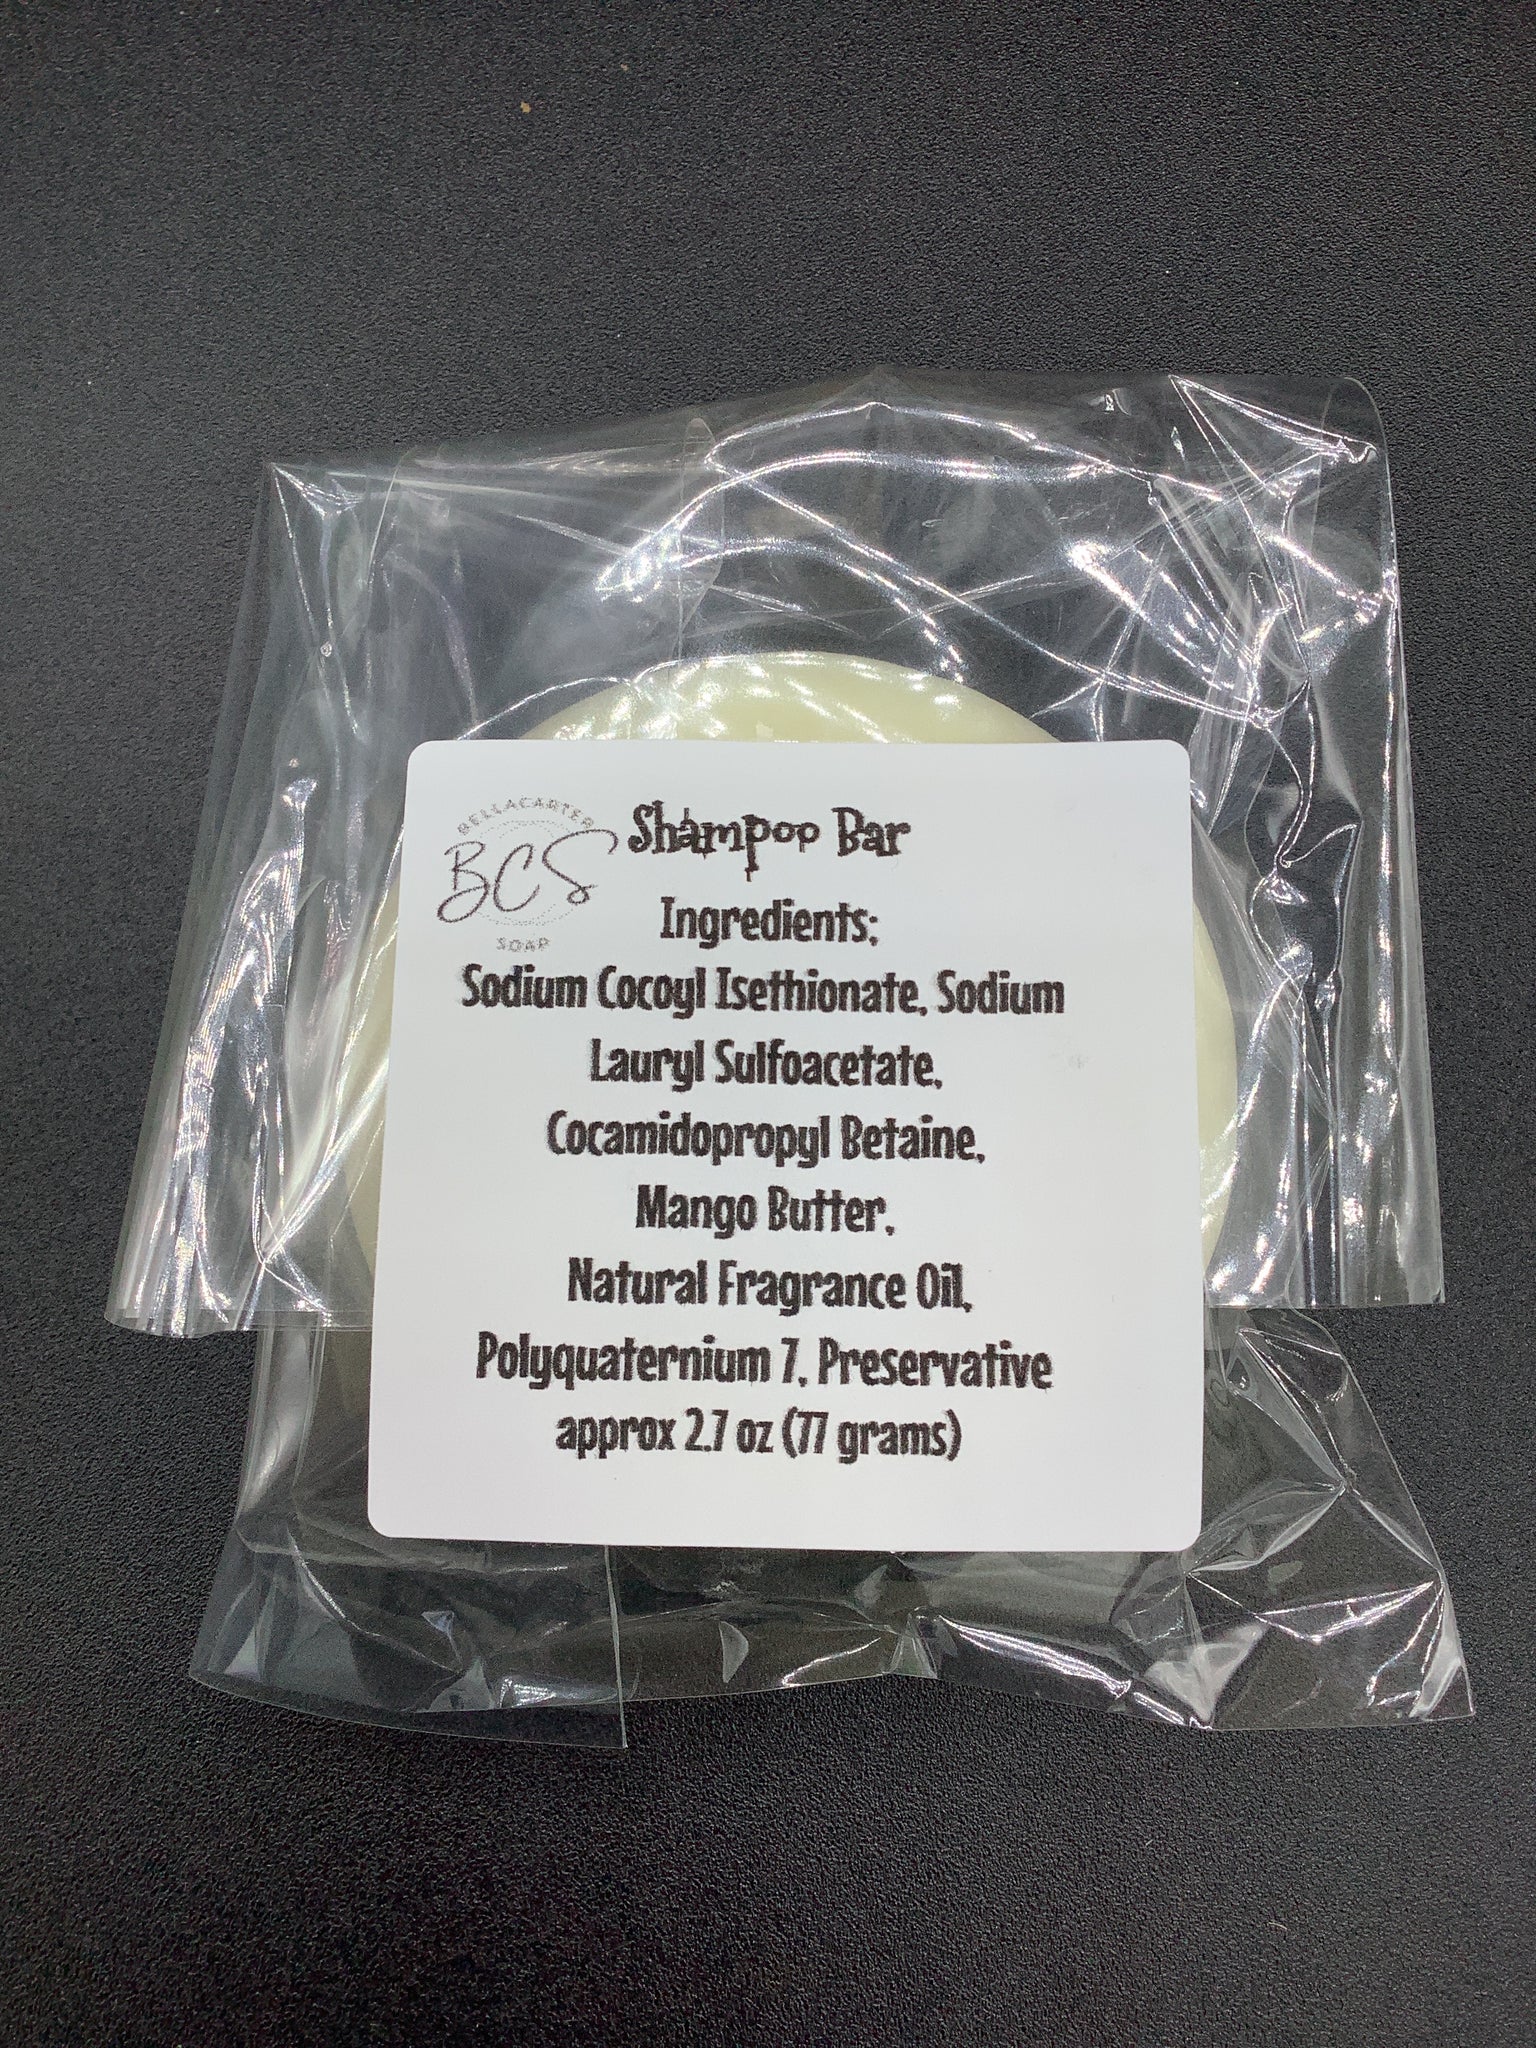 BELLACARTER
BCS
SOAP
Shampoo Bar
Ingredients:
Sodium Cocoyl Isethionate, Sodium
Lauryl Sulfoacetate,
Cocamidopropyl Betaine,
Mango Butter,
Natural Fragrance Oil,
Polyquaternium 7, Preservative
approx 2.7 oz (77 grams)